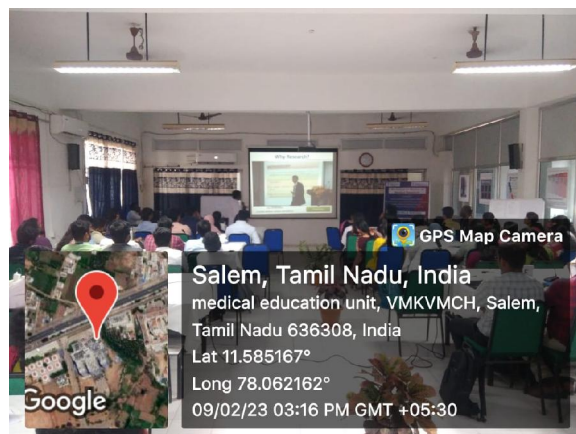 Why Research?
GPS Map Camera
Salem, Tamil Nadu, India
medical education unit, VMKVMCH, Salem,
Tamil Nadu 636308, India
Lat 11.585167°
Long 78.062162°
09/02/23 03:16 PM GMT +05:30
Google